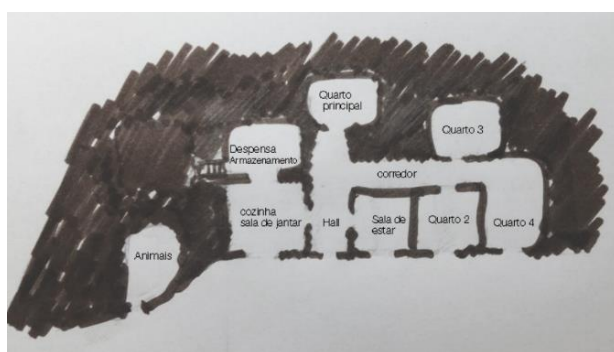 Quarto
principal
Quarto 3
Despensa
Armazenamento
corredor
cozinha
sala de jantar
Hall
Sala de
estar
Quarto 2
Quarto 4
Animais